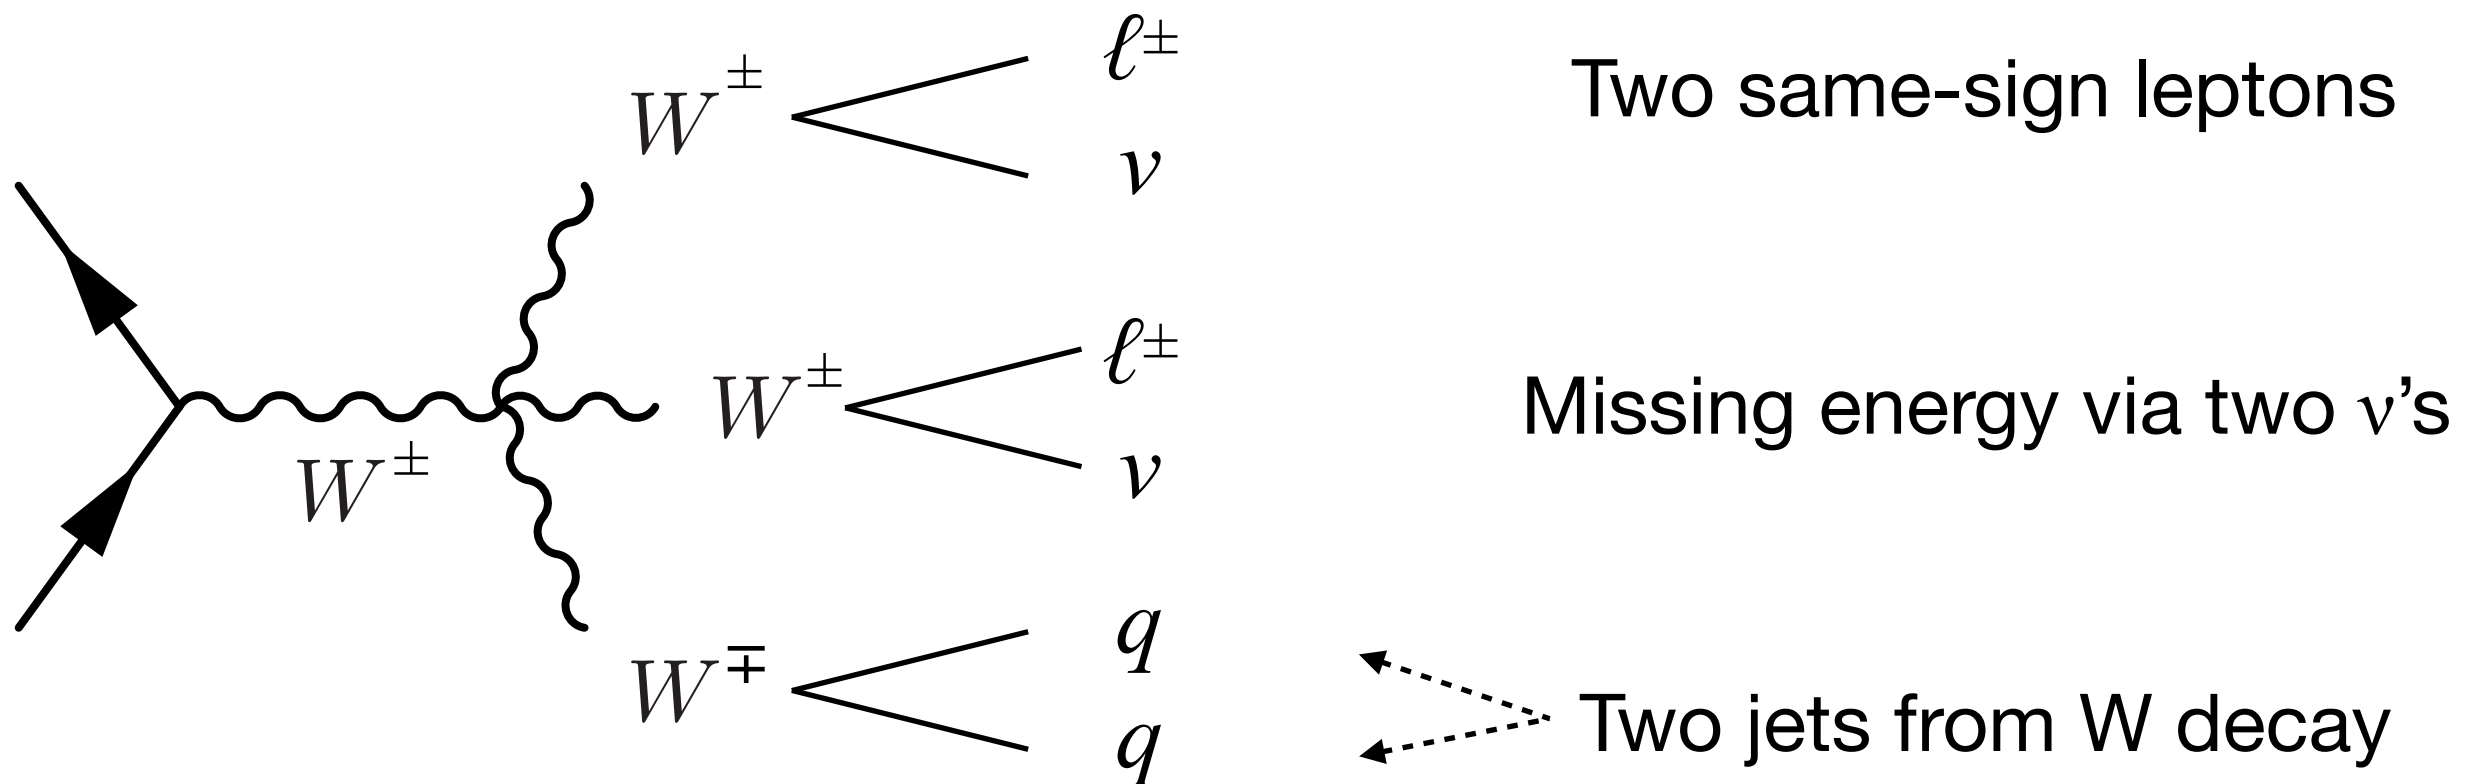 W± ℓ± Two same-sign leptons
ν
W± ℓ± Missing energy via two ν’s
W± ν
W∓ q
q Two jets from W decay